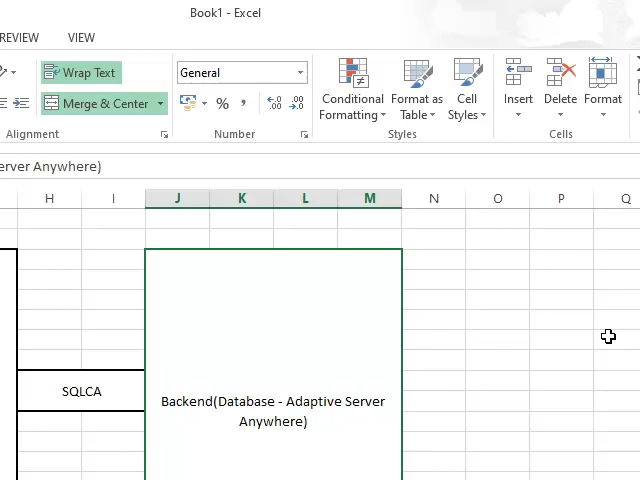 Book1 - Excel
REVIEW VIEW
Wrap Text General
Merge & Center % ,
Conditional Formatting Format as Table Cell Styles Insert Delete Format
Alignment Number Styles Cells
erver Anywhere)
H I J K L M N O P Q
SQLCA
Backend(Database - Adaptive Server
Anywhere)